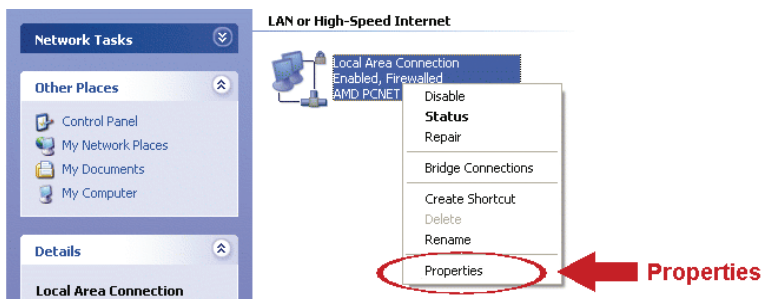 Network Tasks
Other Places
Control Panel
My Network Places
My Documents
My Computer
Details
Local Area Connection
LAN or High-Speed Internet
Local Area Connection
Enabled, Firewalled
AMD PCNET
Disable
Status
Repair
Bridge Connections
Create Shortcut
Delete
Rename
Properties
Properties